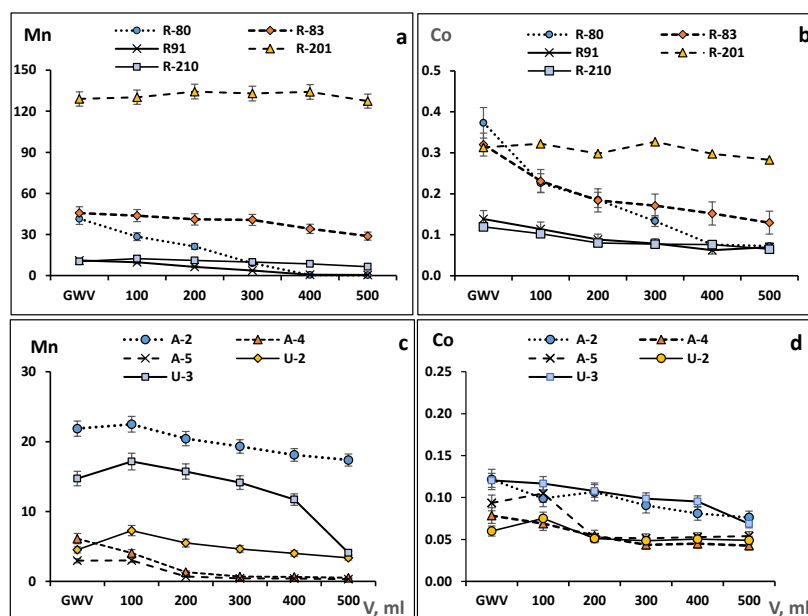 Mn
a
R-80
R-83
R91
R-201
R-210
150
120
90
60
30
0
GWV 100 200 300 400 500
Co
b
R-80
R-83
R91
R-201
R-210
0.5
0.4
0.3
0.2
0.1
0.0
GWV 100 200 300 400 500
Mn
c
A-2
A-4
A-5
U-2
U-3
30
20
10
0
GWV 100 200 300 400 500
V, ml
Co
d
A-2
A-4
A-5
U-2
U-3
0.25
0.20
0.15
0.10
0.05
0.00
GWV 100 200 300 400 500
V, ml